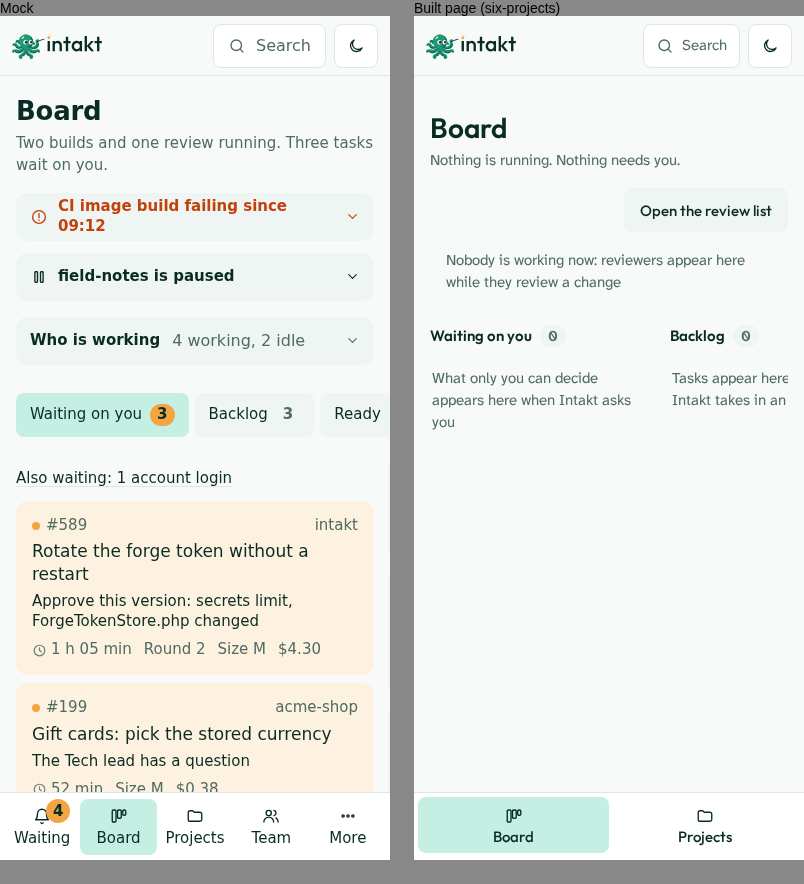 Mock
intakt
Search
Board
Two builds and one review running. Three tasks
wait on you.
CI image build failing since
09:12
field-notes is paused
Who is working 4 working, 2 idle
Waiting on you 3 Backlog 3 Ready
Also waiting: 1 account login
#589 intakt
Rotate the forge token without a
restart
Approve this version: secrets limit,
ForgeTokenStore.php changed
1 h 05 min Round 2 Size M $4.30
#199 acme-shop
Gift cards: pick the stored currency
The Tech lead has a question
52 min Size M $0.38
4
Waiting Board Projects Team More
Built page (six-projects)
intakt
Search
Board
Nothing is running. Nothing needs you.
Open the review list
Nobody is working now: reviewers appear here
while they review a change
Waiting on you 0 Backlog 0
What only you can decide
appears here when Intakt asks
you
Tasks appear here
Intakt takes in an
Board Projects